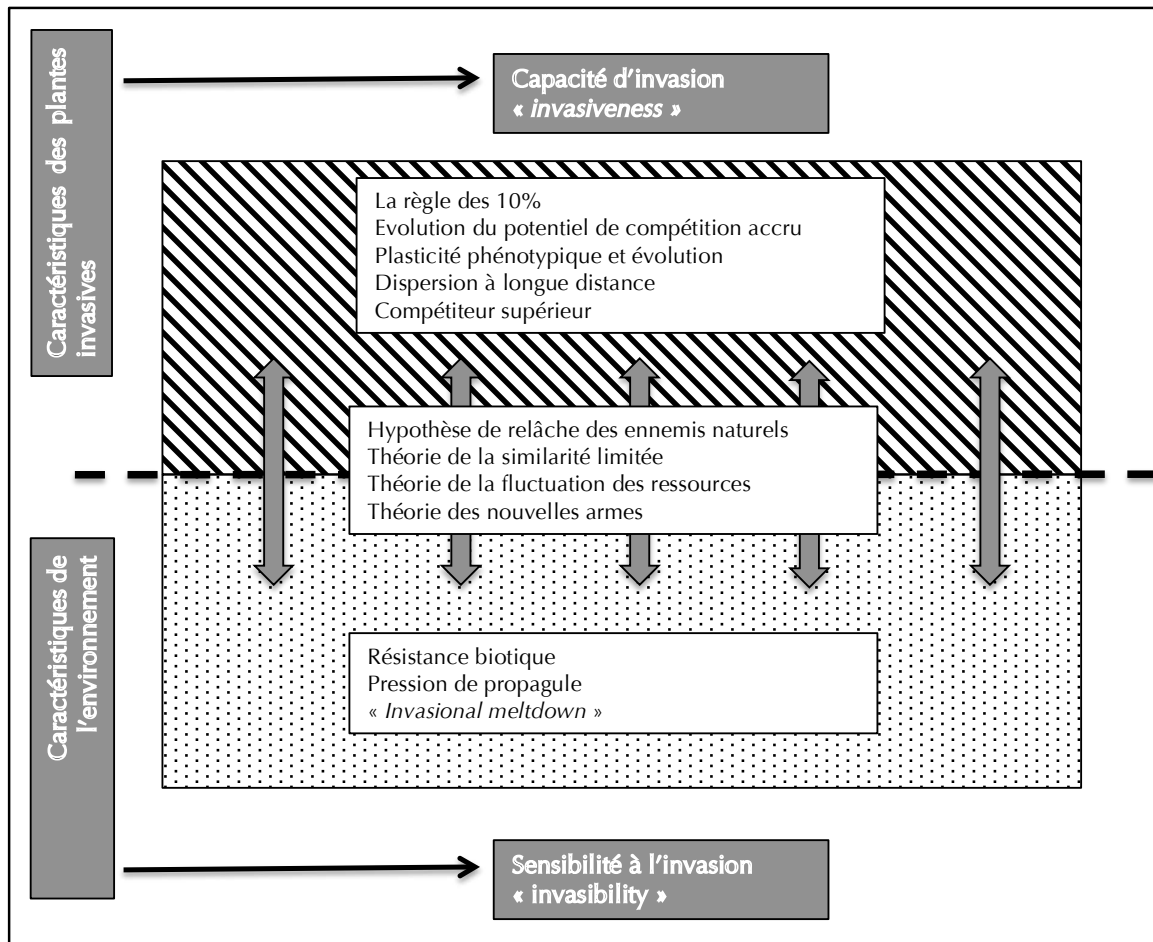 Caractéristiques des plantes
invasives
Capacité d'invasion
« invasiveness »
La règle des 10%
Evolution du potentiel de compétition accru
Plasticité phénotypique et évolution
Dispersion à longue distance
Compétiteur supérieur
Hypothèse de relâche des ennemis naturels
Théorie de la similarité limitée
Théorie de la fluctuation des ressources
Théorie des nouvelles armes
Caractéristiques de
l'environnement
Résistance biotique
Pression de propagule
« Invasional meltdown »
Sensibilité à l'invasion
« invasibility »